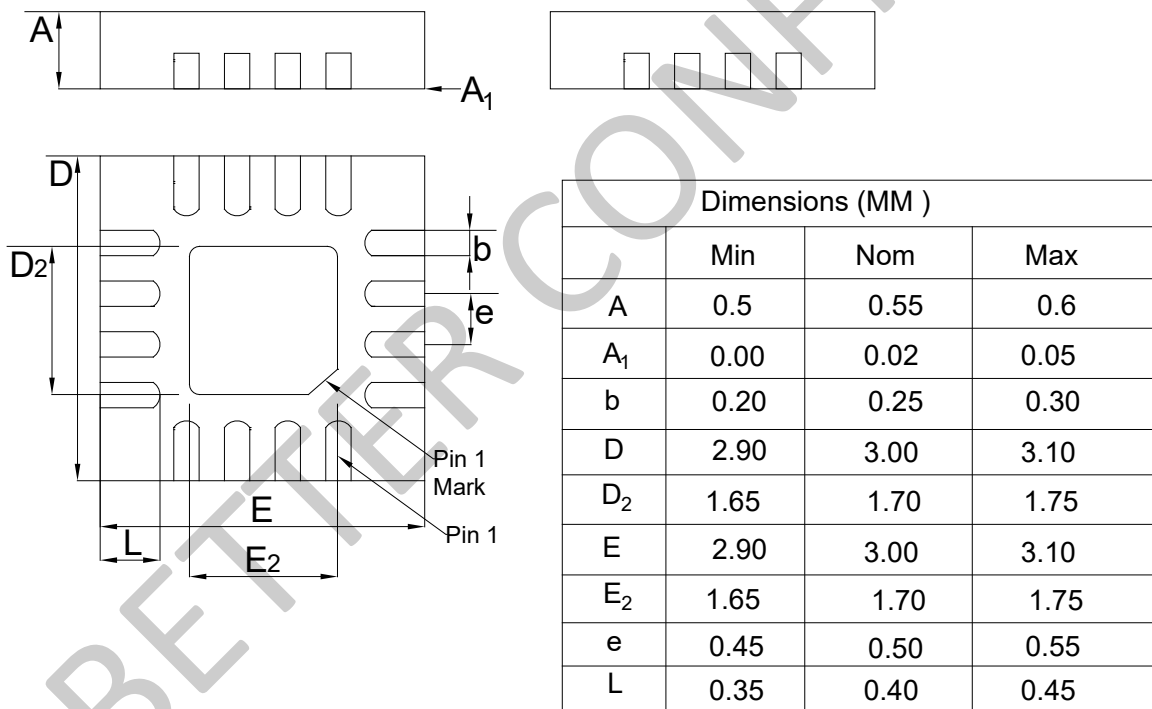 A
A₁
D
D2
b
e
Pin 1
Mark
Pin 1
E
L
E2
Dimensions (MM )
Min Nom Max
A 0.5 0.55 0.6
A₁ 0.00 0.02 0.05
b 0.20 0.25 0.30
D 2.90 3.00 3.10
D₂ 1.65 1.70 1.75
E 2.90 3.00 3.10
E₂ 1.65 1.70 1.75
e 0.45 0.50 0.55
L 0.35 0.40 0.45
BETTER